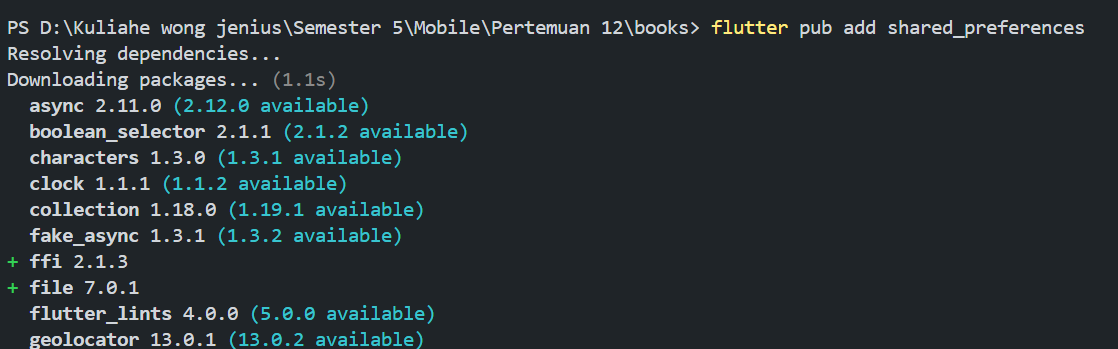 PS D:\Kuliahe wong jenius\Semester 5\Mobile\Pertemuan 12\books> flutter pub add shared_preferences
Resolving dependencies...
Downloading packages... (1.1s)
  async 2.11.0 (2.12.0 available)
  boolean_selector 2.1.1 (2.1.2 available)
  characters 1.3.0 (1.3.1 available)
  clock 1.1.1 (1.1.2 available)
  collection 1.18.0 (1.19.1 available)
  fake_async 1.3.1 (1.3.2 available)
+ ffi 2.1.3
+ file 7.0.1
  flutter_lints 4.0.0 (5.0.0 available)
  geolocator 13.0.1 (13.0.2 available)